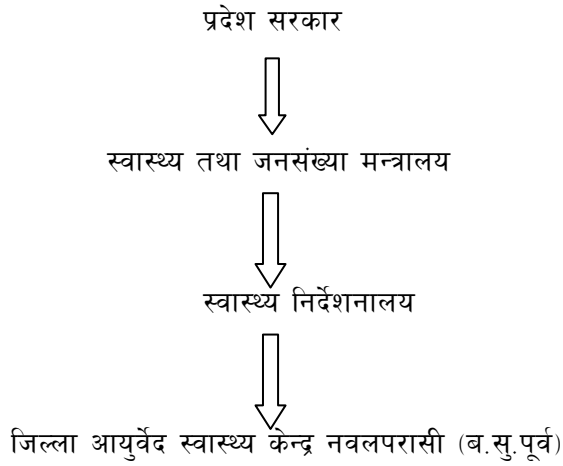 प्रदेश सरकार
स्वास्थ्य तथा जनसंख्या मन्त्रालय
स्वास्थ्य निर्देशनालय
जिल्ला आयुर्वेद स्वास्थ्य केन्द्र नवलपरासी (ब.सु.पूर्व)